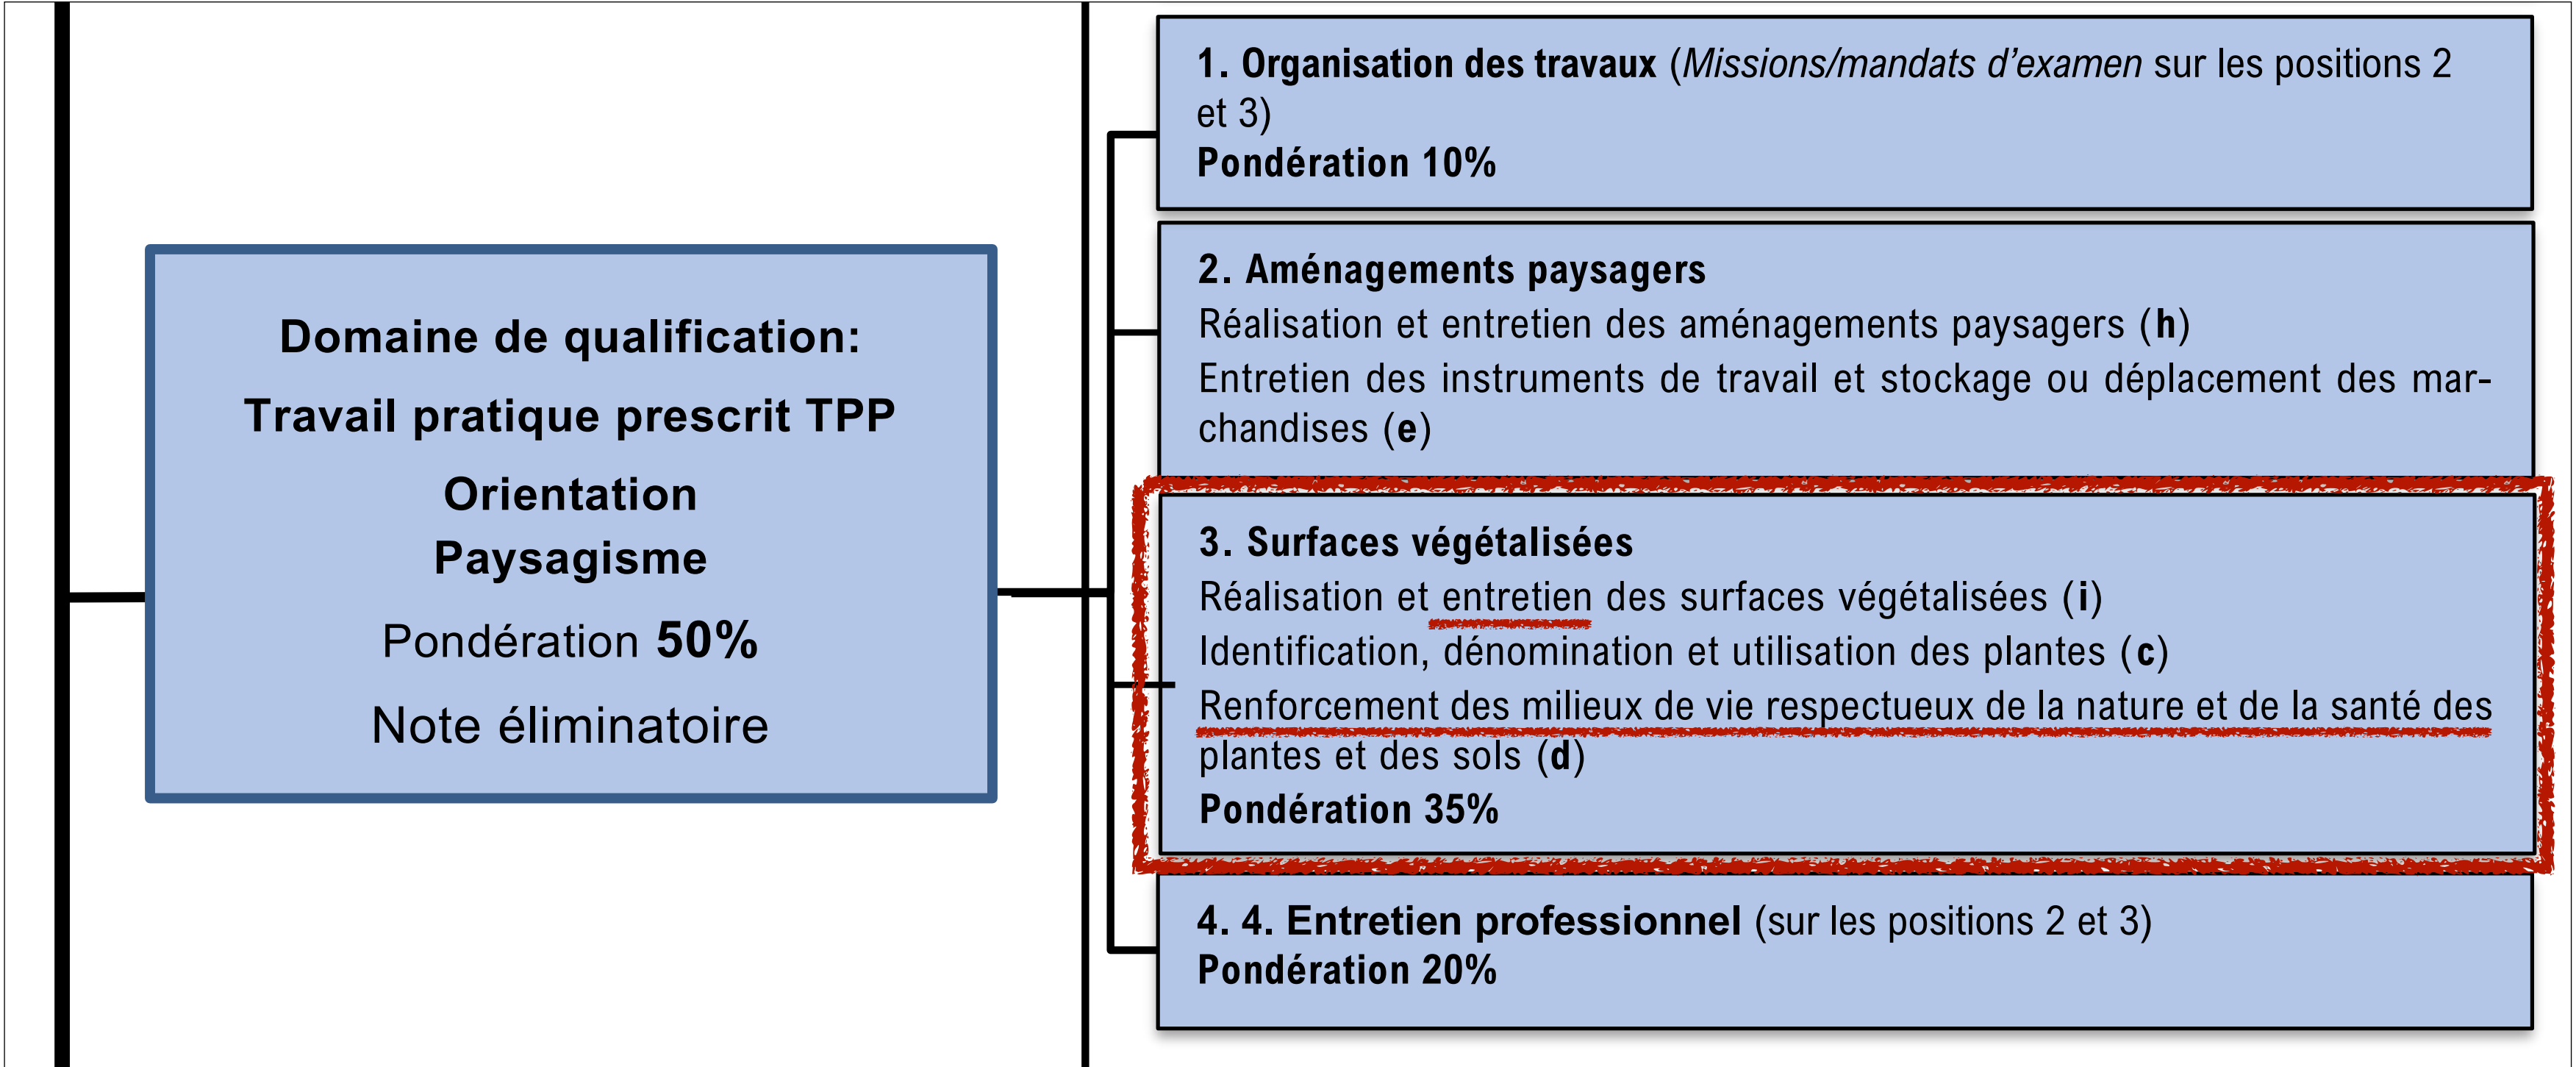 Domaine de qualification:
Travail pratique prescrit TPP
Orientation
Paysagisme
Pondération 50%
Note éliminatoire
1. Organisation des travaux (Missions/mandats d'examen sur les positions 2
et 3)
Pondération 10%
2. Aménagements paysagers
Réalisation et entretien des aménagements paysagers (h)
Entretien des instruments de travail et stockage ou déplacement des mar-
chandises (e)
3. Surfaces végétalisées
Réalisation et entretien des surfaces végétalisées (i)
Identification, dénomination et utilisation des plantes (c)
Renforcement des milieux de vie respectueux de la nature et de la santé des
plantes et des sols (d)
Pondération 35%
4. 4. Entretien professionnel (sur les positions 2 et 3)
Pondération 20%